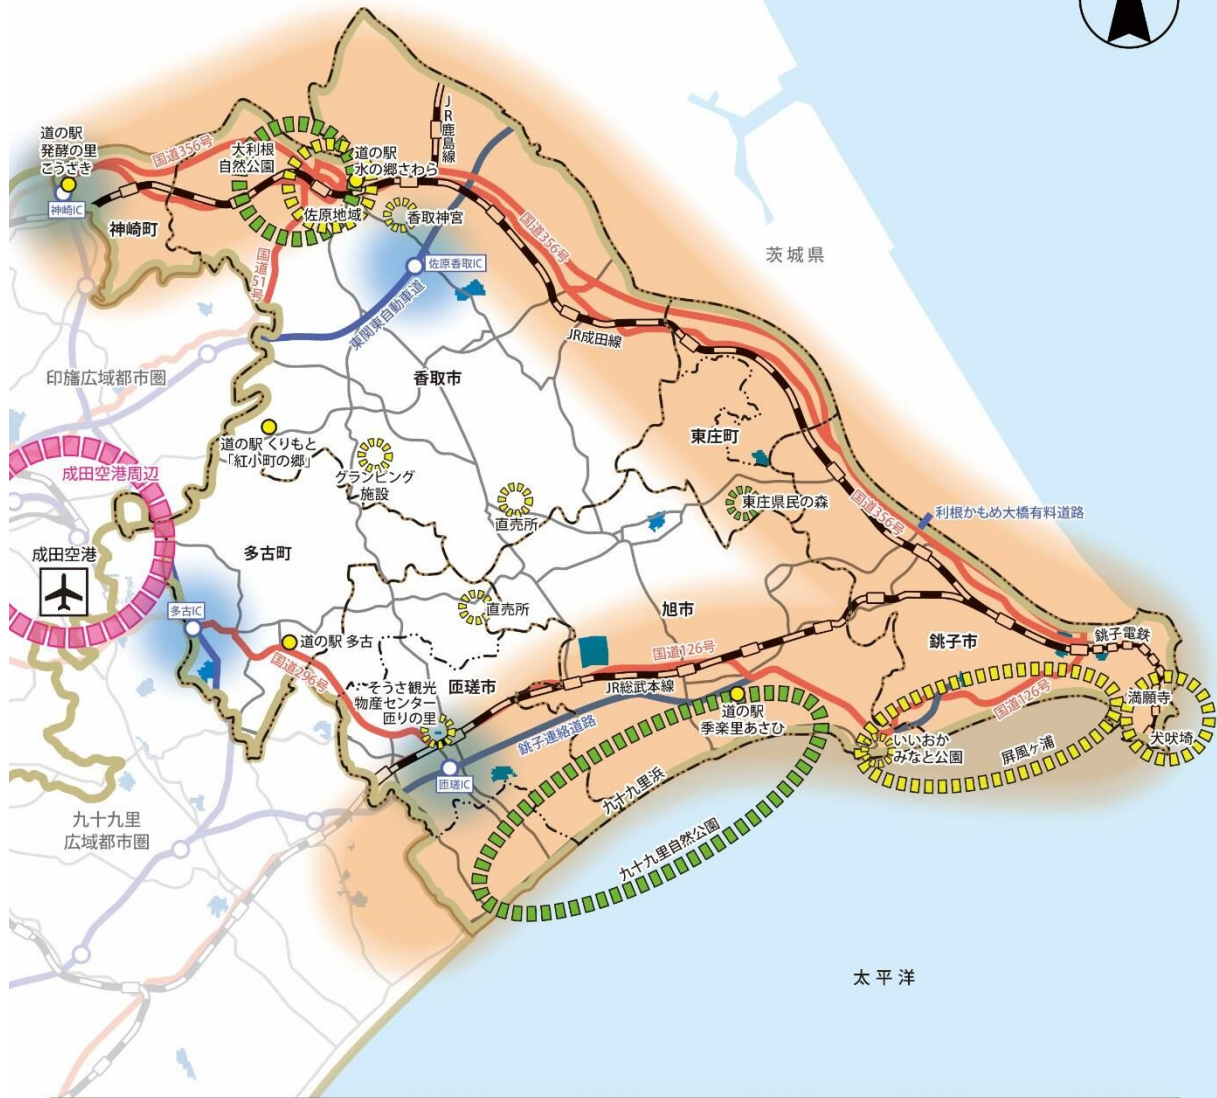 道の駅
発酵の里
こうざき
国道356号
大利根
自然公園
道の駅
水の郷さわら
JR鹿島線
神崎IC
神崎町
佐原地域
香取神宮
国道51号
佐原香取IC
国道356号
茨城県
東関東自動車道
JR成田線
印旛広域都市圏
香取市
道の駅 くりもと
「紅小町の郷」
グランピング
施設
東庄町
成田空港周辺
直売所
東庄県民の森
国道356号
利根かもめ大橋有料道路
成田空港
多古町
多古IC
直売所
旭市
道の駅 多古
国道296号
国道126号
銚子市
銚子電鉄
そうさ観光
物産センター
匝りの里
匝瑳市
JR総武本線
国道126号
満願寺
犬吠埼
銚子連絡道路
道の駅
季楽里あさひ
いいおか
みなと公園
屏風ヶ浦
匝瑳IC
九十九里浜
九十九里
広域都市圏
九十九里自然公園
太平洋